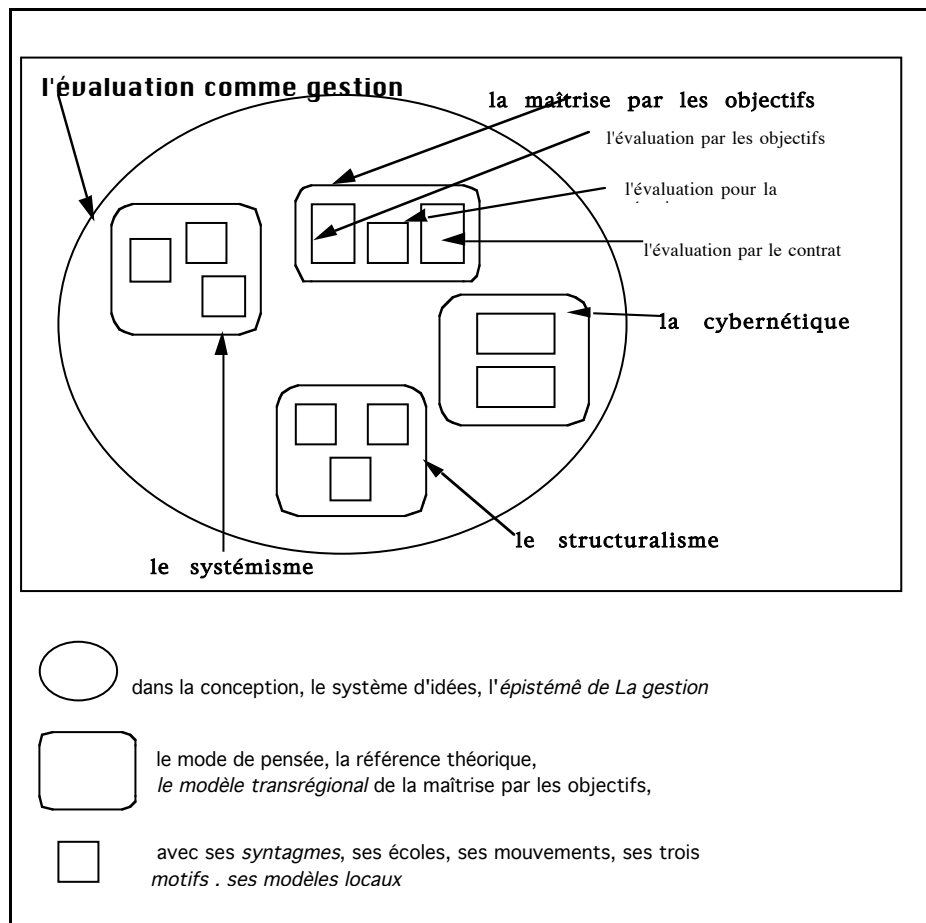 l'évaluation comme gestion
la maîtrise par les objectifs
l'évaluation par les objectifs
l'évaluation pour la
l'évaluation par le contrat
la cybernétique
le structuralisme
le systémisme
dans la conception, le système d'idées, l'épistémê de La gestion
le mode de pensée, la référence théorique,
le modèle transrégional de la maîtrise par les objectifs,
avec ses syntagmes, ses écoles, ses mouvements, ses trois
motifs . ses modèles locaux